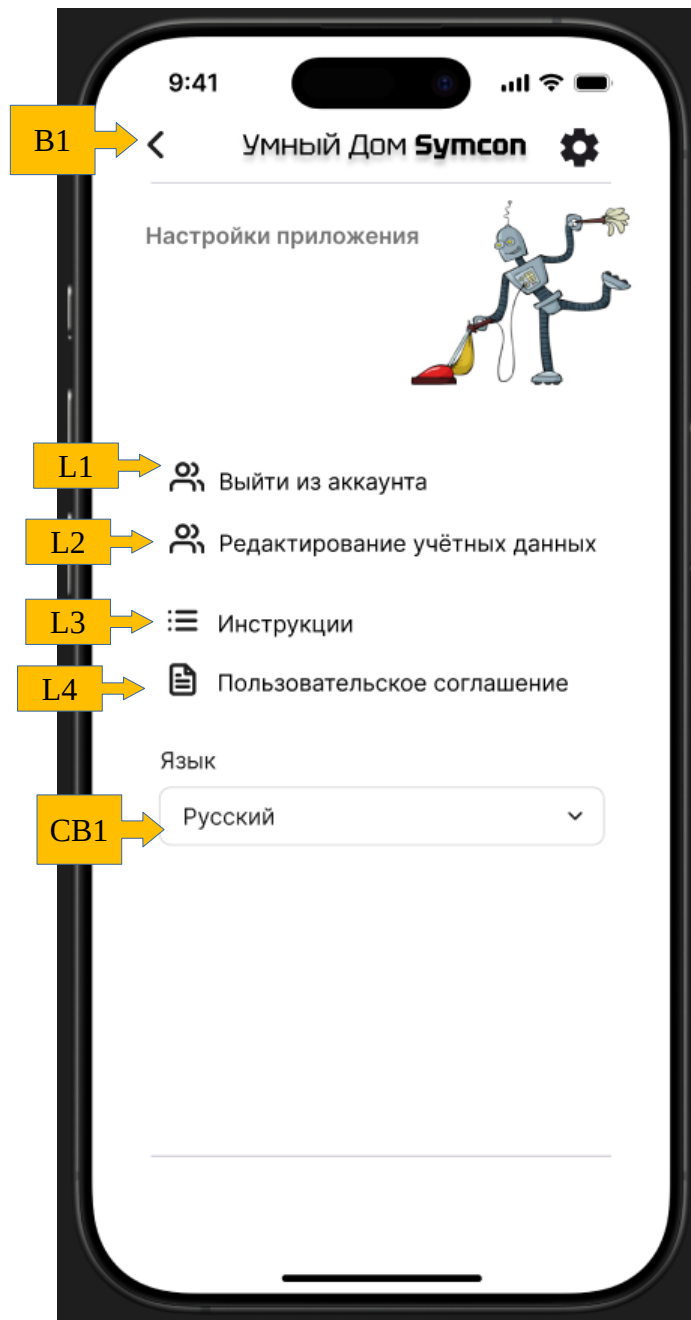 9:41
B1
Умный Дом Symcon
Настройки приложения
L1
Выйти из аккаунта
L2
Редактирование учётных данных
L3
Инструкции
L4
Пользовательское соглашение
Язык
CB1
Русский